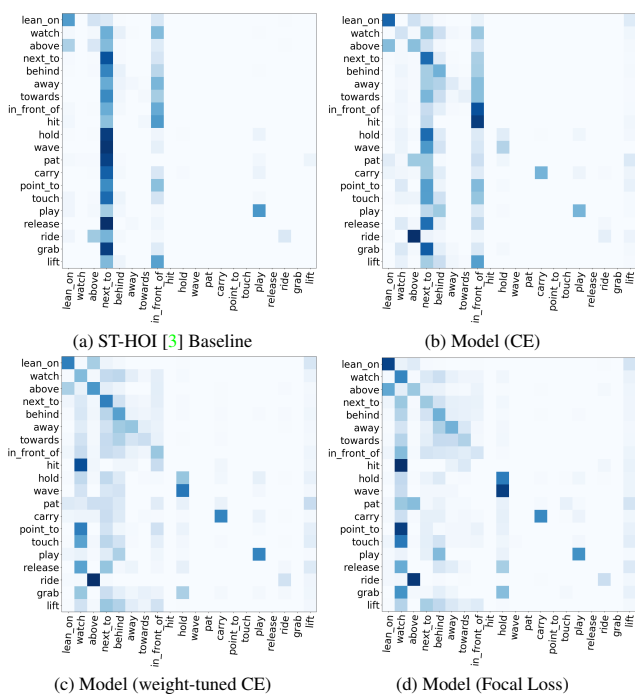 lean_on
watch
above
next_to
behind
away
towards
in_front_of
hit
hold
wave
pat
carry
point_to
touch
play
release
ride
grab
lift
lean_on
watch
above
next_to
behind
away
towards
in_front_of
hit
hold
wave
pat
carry
point_to
touch
play
release
ride
grab
lift
(a) ST-HOI [3] Baseline
lean_on
watch
above
next_to
behind
away
towards
in_front_of
hit
hold
wave
pat
carry
point_to
touch
play
release
ride
grab
lift
lean_on
watch
above
next_to
behind
away
towards
in_front_of
hit
hold
wave
pat
carry
point_to
touch
play
release
ride
grab
lift
(b) Model (CE)
lean_on
watch
above
next_to
behind
away
towards
in_front_of
hit
hold
wave
pat
carry
point_to
touch
play
release
ride
grab
lift
lean_on
watch
above
next_to
behind
away
towards
in_front_of
hit
hold
wave
pat
carry
point_to
touch
play
release
ride
grab
lift
(c) Model (weight-tuned CE)
lean_on
watch
above
next_to
behind
away
towards
in_front_of
hit
hold
wave
pat
carry
point_to
touch
play
release
ride
grab
lift
lean_on
watch
above
next_to
behind
away
towards
in_front_of
hit
hold
wave
pat
carry
point_to
touch
play
release
ride
grab
lift
(d) Model (Focal Loss)